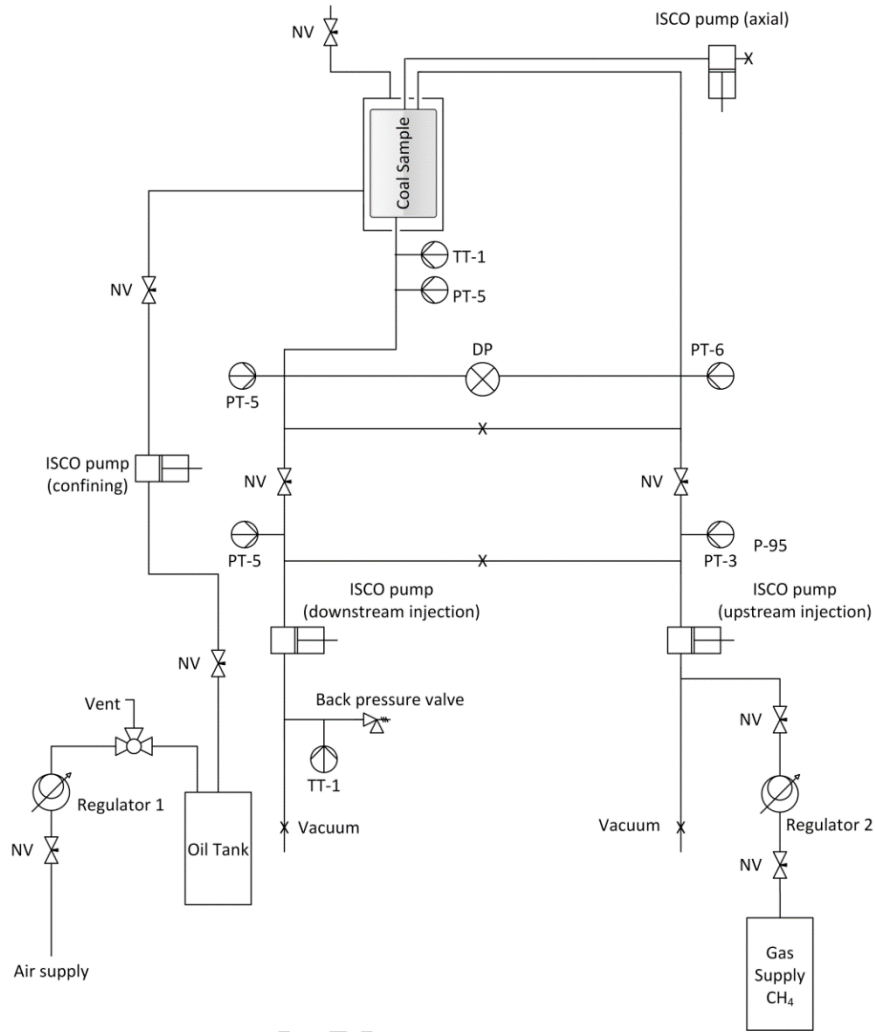 ISCO pump (axial)
NV
Coal Sample
TT-1
NV
PT-5
DP
PT-6
PT-5
ISCO pump
(confining)
NV
NV
PT-5
PT-3
P-95
ISCO pump
(downstream injection)
ISCO pump
(upstream injection)
NV
Vent
Back pressure valve
NV
TT-1
Regulator 1
Regulator 2
Oil Tank
Vacuum
Vacuum
NV
NV
Air supply
Gas
Supply
CH₄